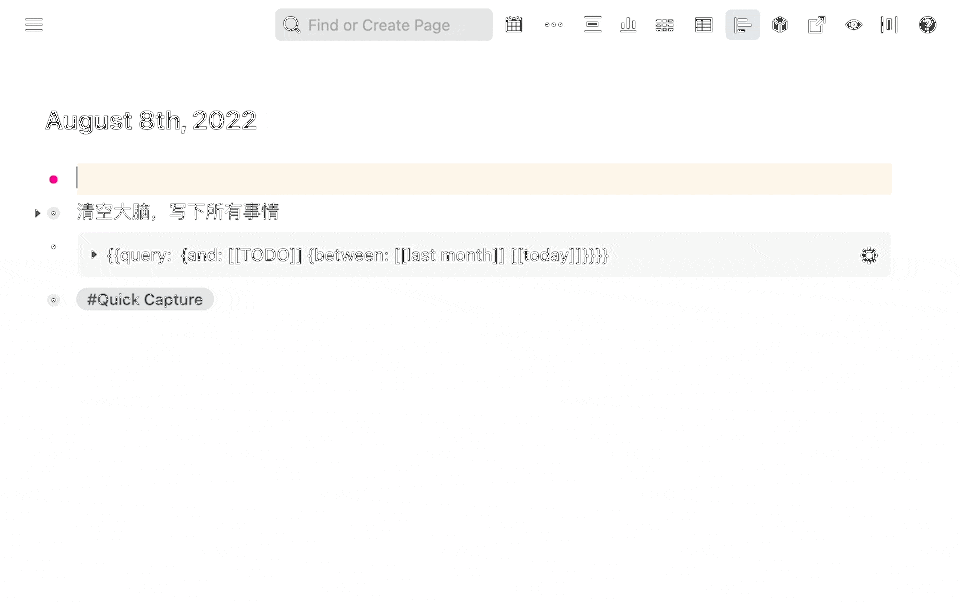 Find or Create Page
August 8th, 2022
清空大脑，写下所有事情
{{query: {and: [[TODO]] {between: [[last month]] [[today]]}}}}
#Quick Capture